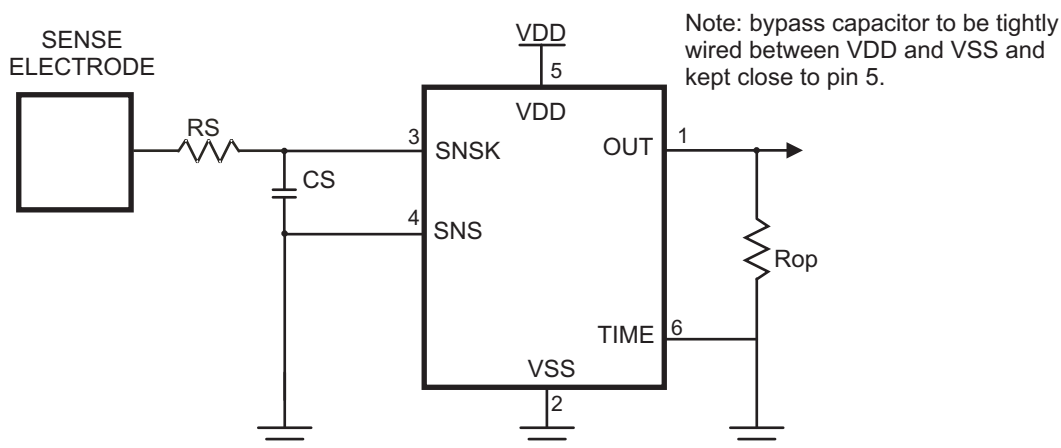 SENSE
ELECTRODE
RS
CS
3
4
SNSK
SNS
VDD
5
VDD
OUT
1
TIME
6
VSS
2
Rop
Note: bypass capacitor to be tightly
wired between VDD and VSS and
kept close to pin 5.